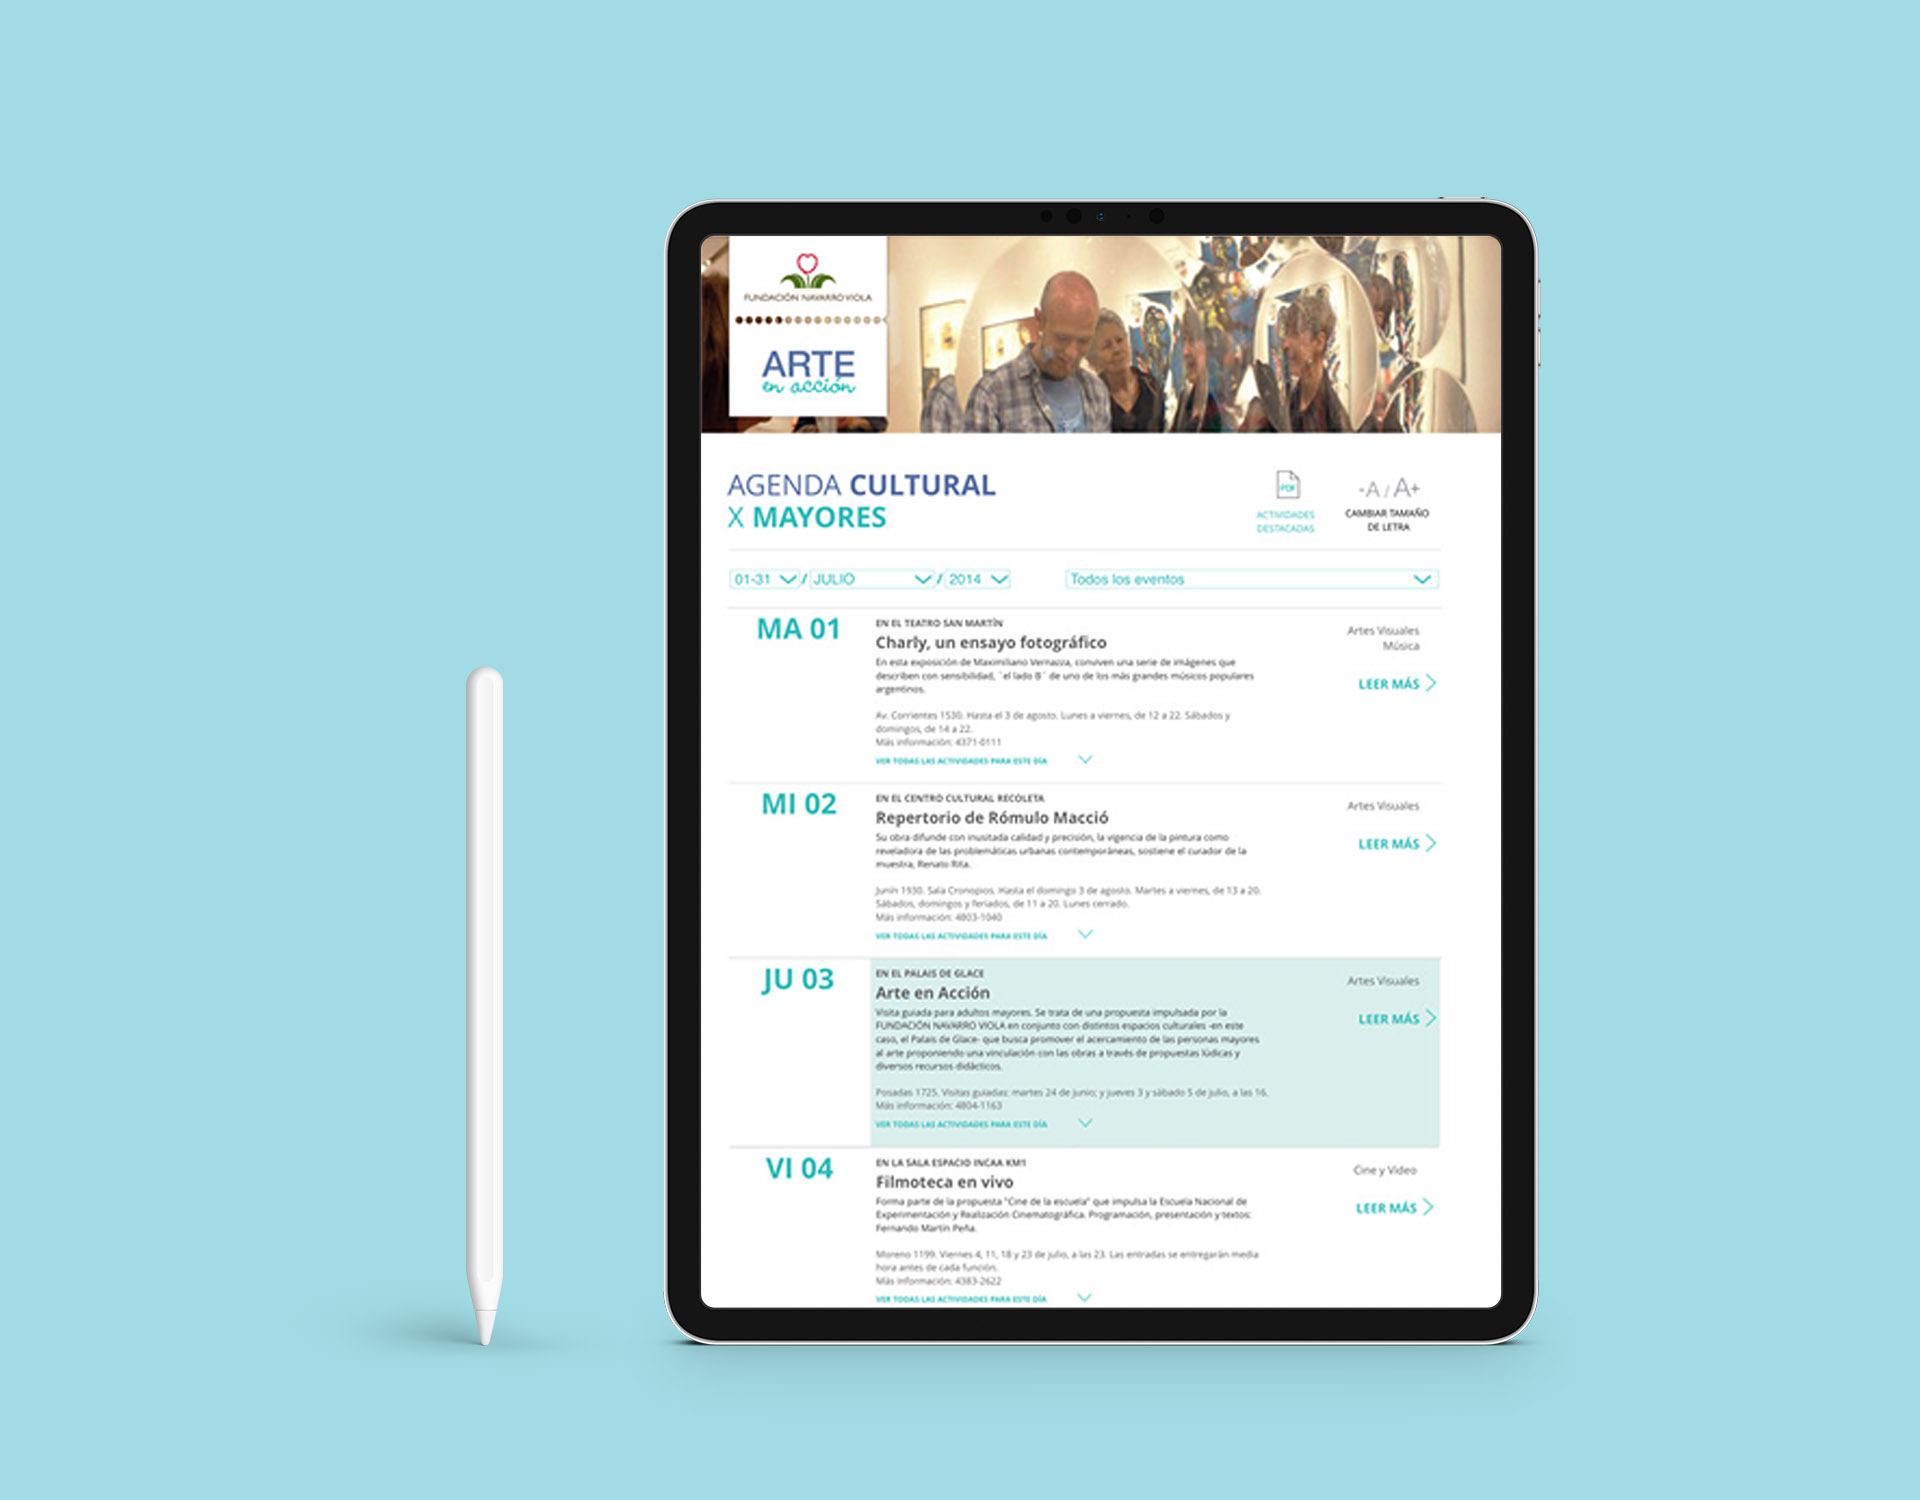 FUNDACIÓN NAVARRO VIOLA
ARTE
en acción
AGENDA CULTURAL
X MAYORES
PDF
ACTIVIDADES
DESTACADAS
-A / A+
CAMBIAR TAMAÑO
DE LETRA
01-31 / JULIO / 2014
Todos los eventos
MA 01
EN EL TEATRO SAN MARTÍN
Charly, un ensayo fotográfico
En esta exposición de Maximiliano Vernazza, conviven una serie de imágenes que
describen con sensibilidad, ¨el lado B¨ de uno de los más grandes músicos populares
argentinos.
Av. Corrientes 1530. Hasta el 3 de agosto. Lunes a viernes, de 12 a 22. Sábados y
domingos, de 14 a 22.
Más información: 4371-0111
VER TODAS LAS ACTIVIDADES PARA ESTE DÍA
Artes Visuales
Música
LEER MÁS
MI 02
EN EL CENTRO CULTURAL RECOLETA
Repertorio de Rómulo Macció
Su obra difunde con inusitada calidad y precisión, la vigencia de la pintura como
reveladora de las problemáticas urbanas contemporáneas, sostiene el curador de la
muestra, Renato Rita.
Junín 1930. Sala Cronopios. Hasta el domingo 3 de agosto. Martes a viernes, de 13 a 20.
Sábados, domingos y feriados, de 11 a 20. Lunes cerrado.
Más información: 4803-1040
VER TODAS LAS ACTIVIDADES PARA ESTE DÍA
Artes Visuales
LEER MÁS
JU 03
EN EL PALAIS DE GLACE
Arte en Acción
Visita guiada para adultos mayores. Se trata de una propuesta impulsada por la
FUNDACIÓN NAVARRO VIOLA en conjunto con distintos espacios culturales -en este
caso, el Palais de Glace- que busca promover el acercamiento de las personas mayores
al arte proponiendo una vinculación con las obras a través de propuestas lúdicas y
diversos recursos didácticos.
Posadas 1725. Visitas guiadas: martes 24 de junio; y jueves 3 y sábado 5 de julio, a las 16.
Más información: 4804-1163
VER TODAS LAS ACTIVIDADES PARA ESTE DÍA
Artes Visuales
LEER MÁS
VI 04
EN LA SALA ESPACIO INCAA KM1
Filmoteca en vivo
Forma parte de la propuesta "Cine de la escuela" que impulsa la Escuela Nacional de
Experimentación y Realización Cinematográfica. Programación, presentación y textos:
Fernando Martín Peña.
Moreno 1199. Viernes 4, 11, 18 y 23 de julio, a las 23. Las entradas se entregarán media
hora antes de cada función.
Más información: 4383-2622
VER TODAS LAS ACTIVIDADES PARA ESTE DÍA
Cine y Video
LEER MÁS